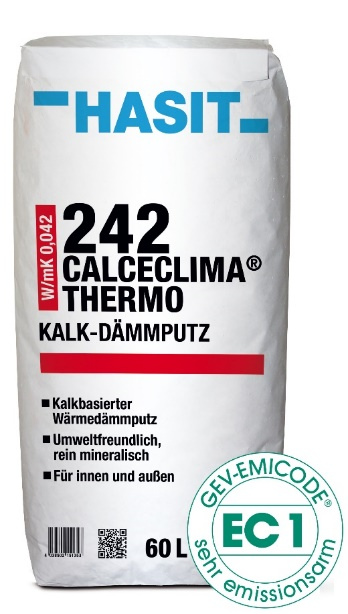 HASIT
W/mK 0,042
242
CALCECLIMA®
THERMO
KALK-DÄMMPUTZ
Kalkbasierter
Wärmedämmputz
Umweltfreundlich,
rein mineralisch
Für innen und außen
60 L
GEV-EMICODE®
EC 1
sehr emissionsarm